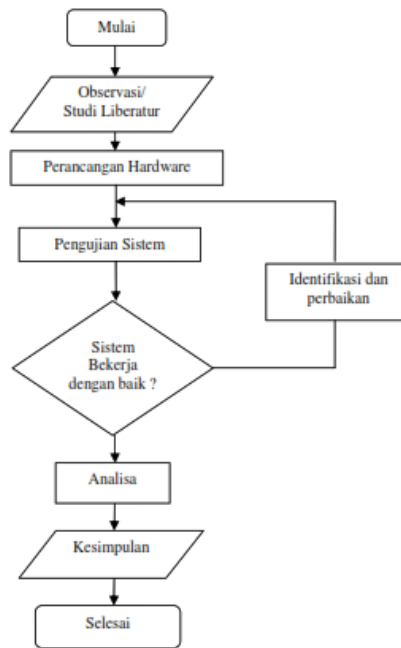 Mulai
Observasi/
Studi Liberatur
Perancangan Hardware
Pengujian Sistem
Identifikasi dan
perbaikan
Sistem
Bekerja
dengan baik ?
Analisa
Kesimpulan
Selesai